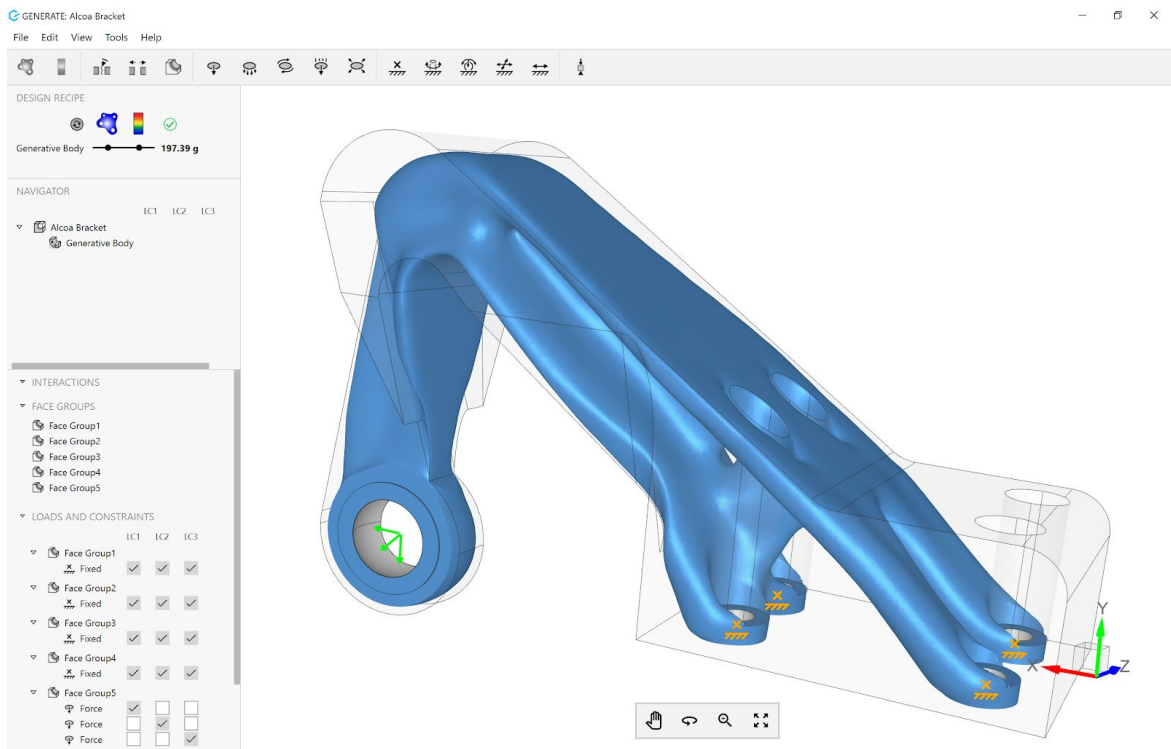 GENERATE: Alcoa Bracket
File Edit View Tools Help
DESIGN RECIPE
Generative Body 197.39 g
NAVIGATOR
LC1 LC2 LC3
Alcoa Bracket
Generative Body
INTERACTIONS
FACE GROUPS
Face Group1
Face Group2
Face Group3
Face Group4
Face Group5
LOADS AND CONSTRAINTS
LC1 LC2 LC3
Face Group1
Fixed
Face Group2
Fixed
Face Group3
Fixed
Face Group4
Fixed
Face Group5
Force
Force
Force
Y
X
Z